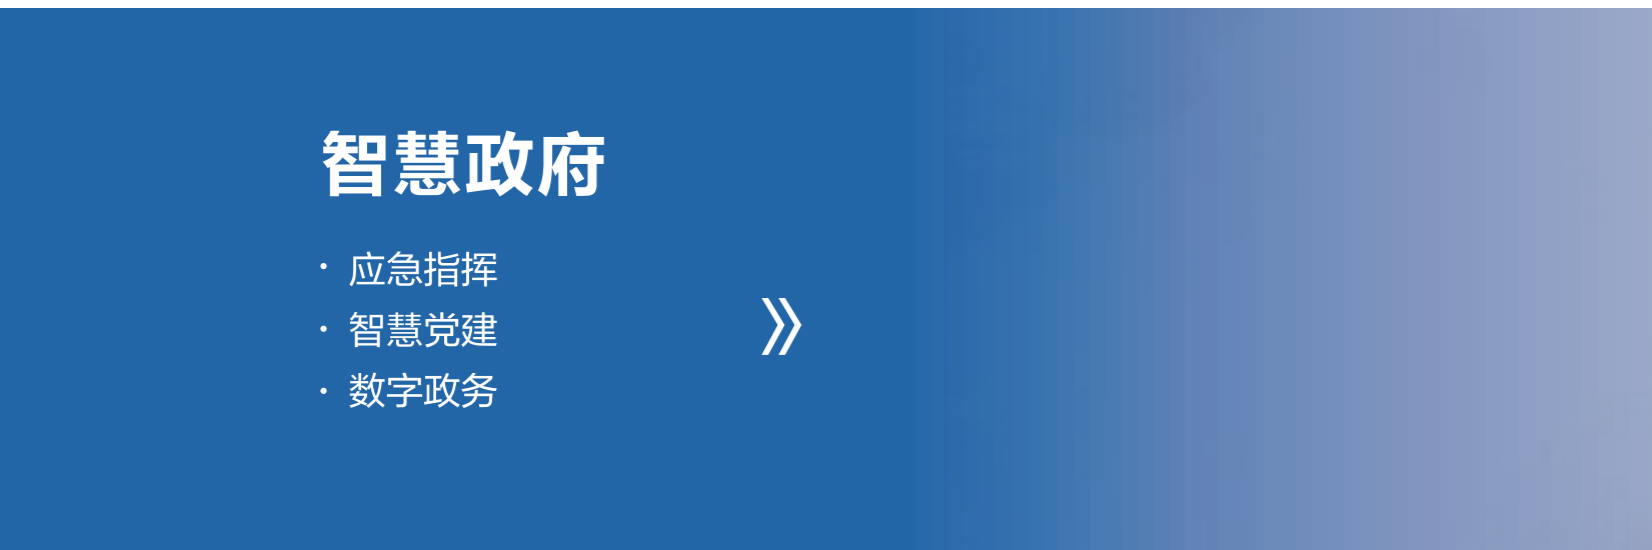 智慧政府
· 应急指挥
· 智慧党建
· 数字政务